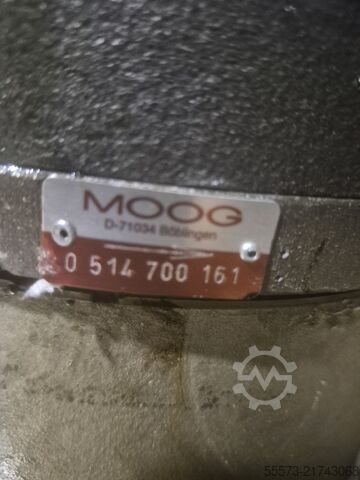 MOOG
D-71034 Böblingen
0 514 700 161
55573-21743068